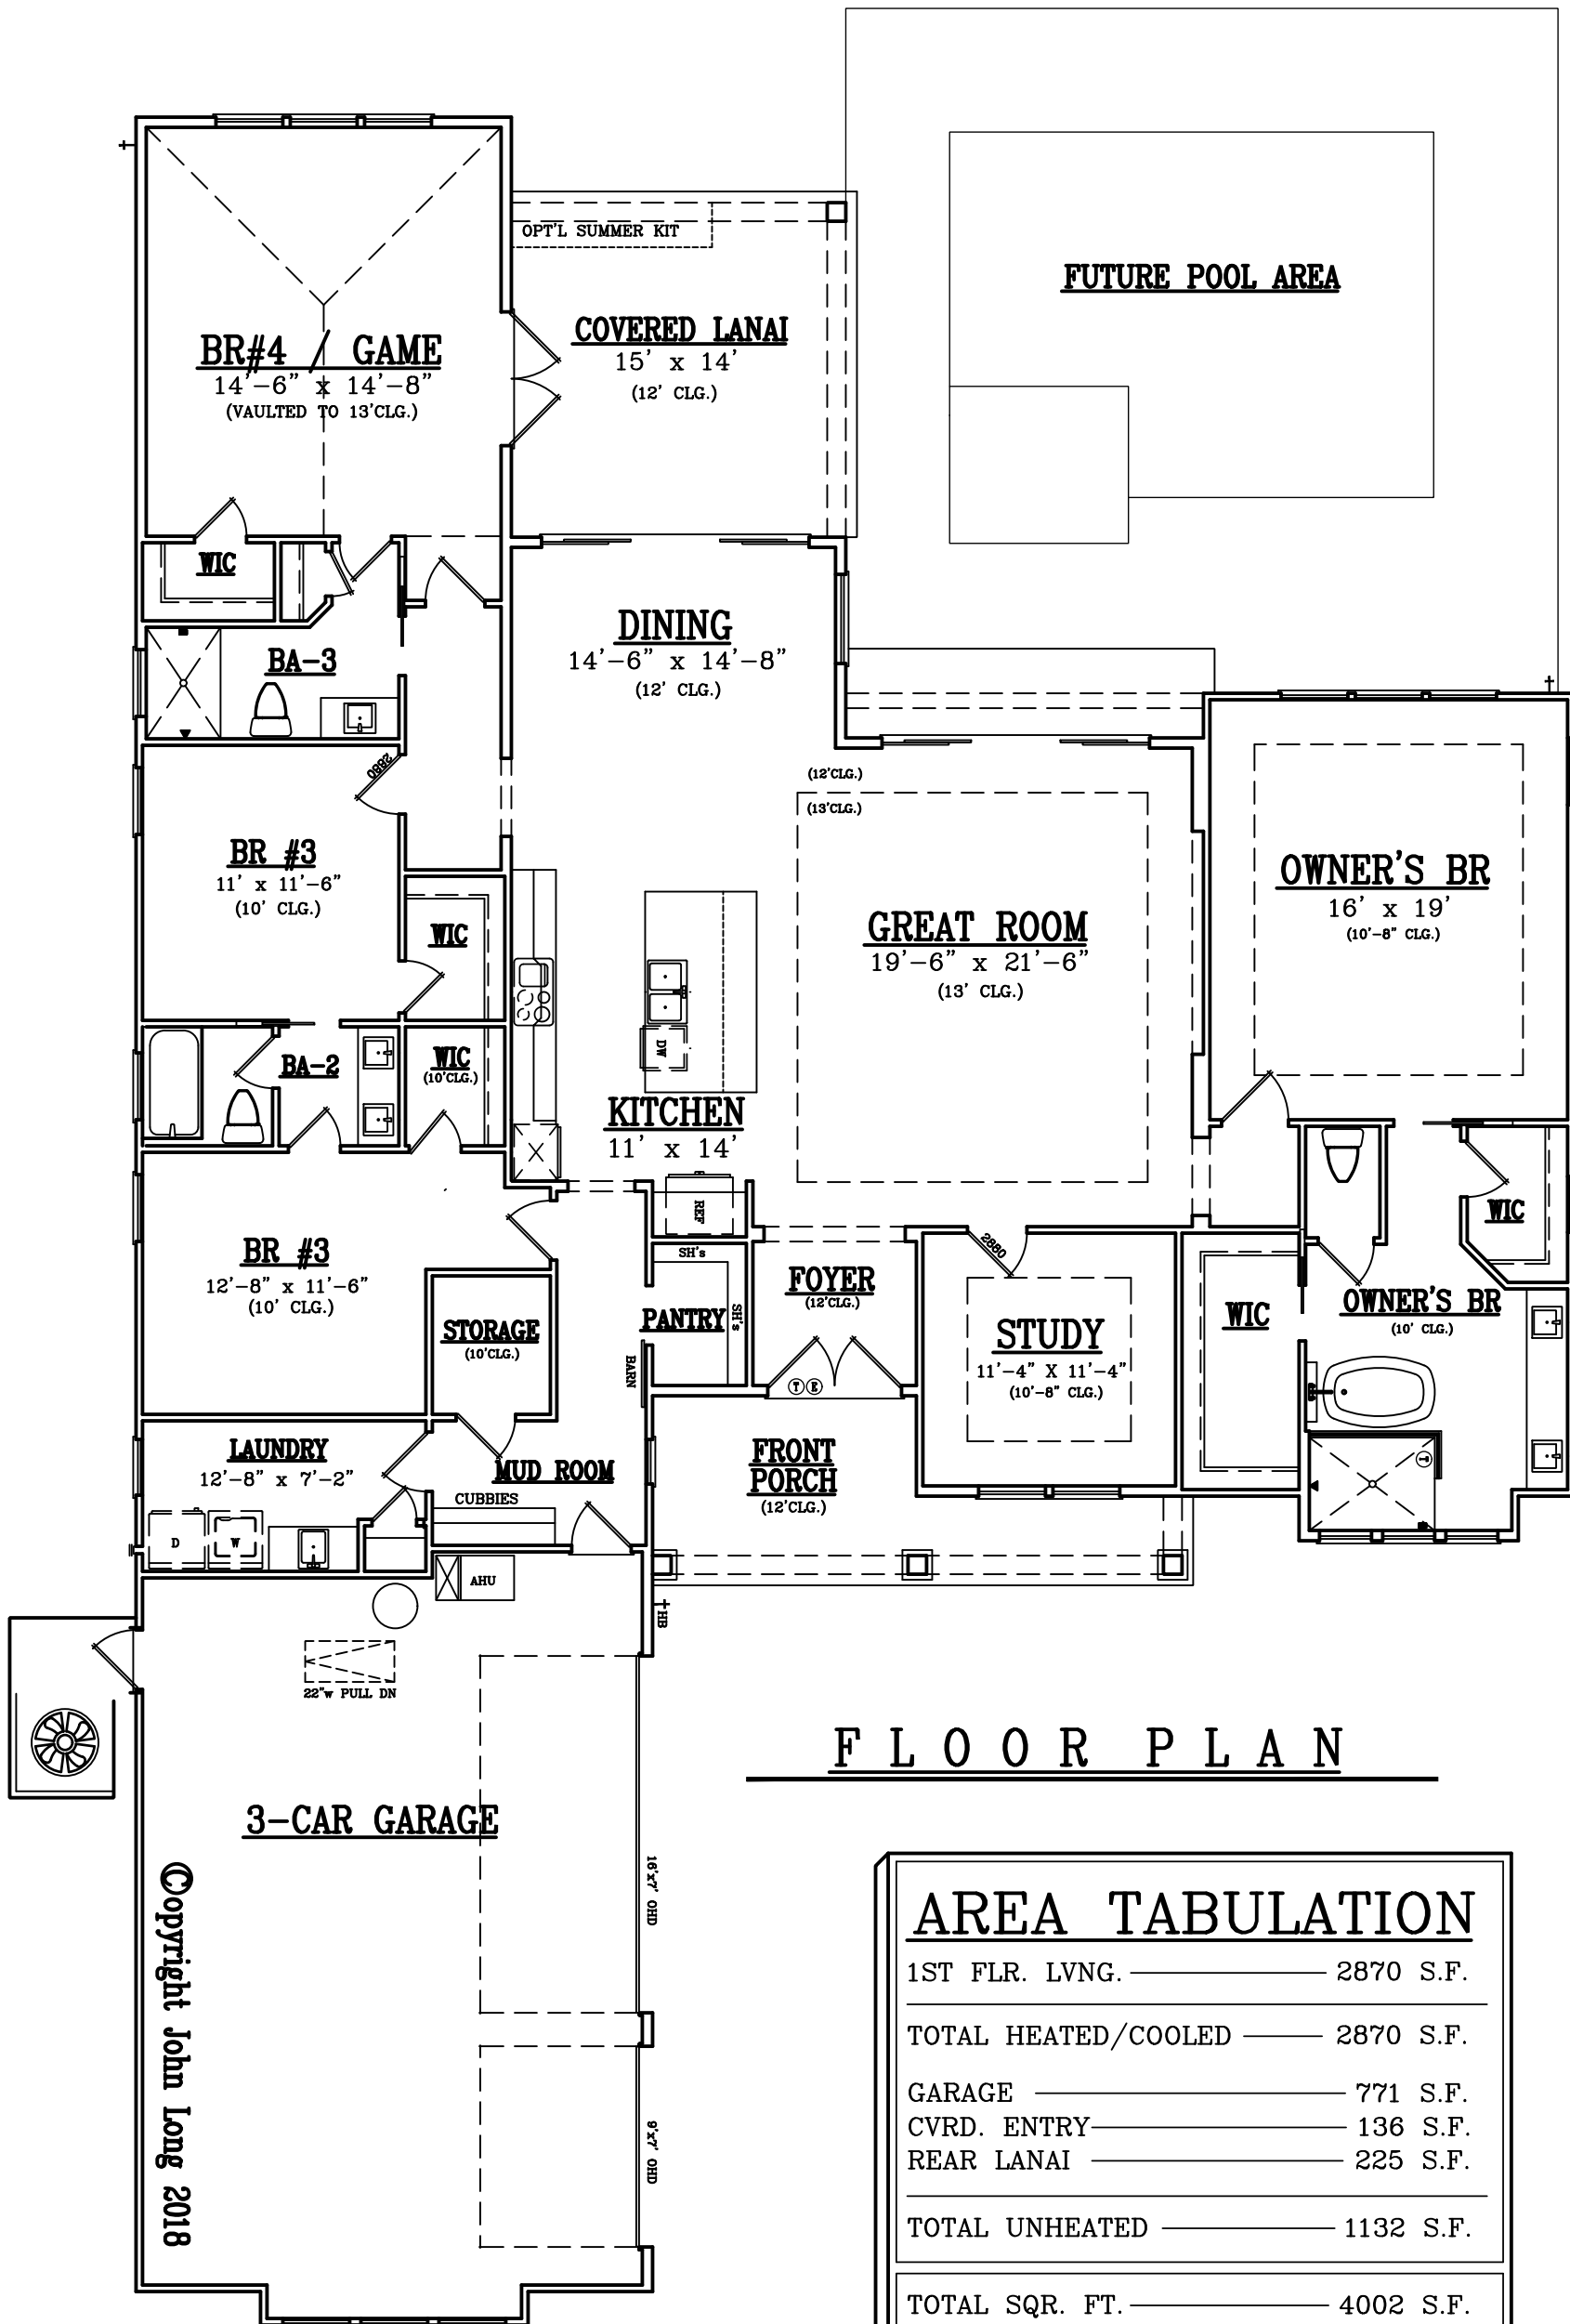 OPT'L SUMMER KIT
FUTURE POOL AREA
COVERED LANAI
15' x 14'
(12' CLG.)
BR#4 / GAME
14'-6" x 14'-8"
(VAULTED TO 13'CLG.)
WIC
BA-3
DINING
14'-6" x 14'-8"
(12' CLG.)
2880
(12'CLG.)
(13'CLG.)
BR #3
11' x 11'-6"
(10' CLG.)
WIC
GREAT ROOM
19'-6" x 21'-6"
(13' CLG.)
OWNER'S BR
16' x 19'
(10'-8" CLG.)
DW
BA-2
WIC
(10'CLG.)
KITCHEN
11' x 14'
REF
WIC
BR #3
12'-8" x 11'-6"
(10' CLG.)
SH's
PANTRY
SH's
FOYER
(12'CLG.)
2880
STUDY
11'-4" X 11'-4"
(10'-8" CLG.)
WIC
OWNER'S BR
(10' CLG.)
STORAGE
(10'CLG.)
BARN
T E
LAUNDRY
12'-8" x 7'-2"
MUD ROOM
CUBBIES
FRONT
PORCH
(12'CLG.)
T
D
W
AHU
HB
22"w PULL DN
FLOOR PLAN
3-CAR GARAGE
16'x7' OHD
9'x7' OHD
©opyright John Long 2018
AREA TABULATION
1ST FLR. LVNG. 2870 S.F.
TOTAL HEATED/COOLED 2870 S.F.
GARAGE 771 S.F.
CVRD. ENTRY 136 S.F.
REAR LANAI 225 S.F.
TOTAL UNHEATED 1132 S.F.
TOTAL SQR. FT. 4002 S.F.